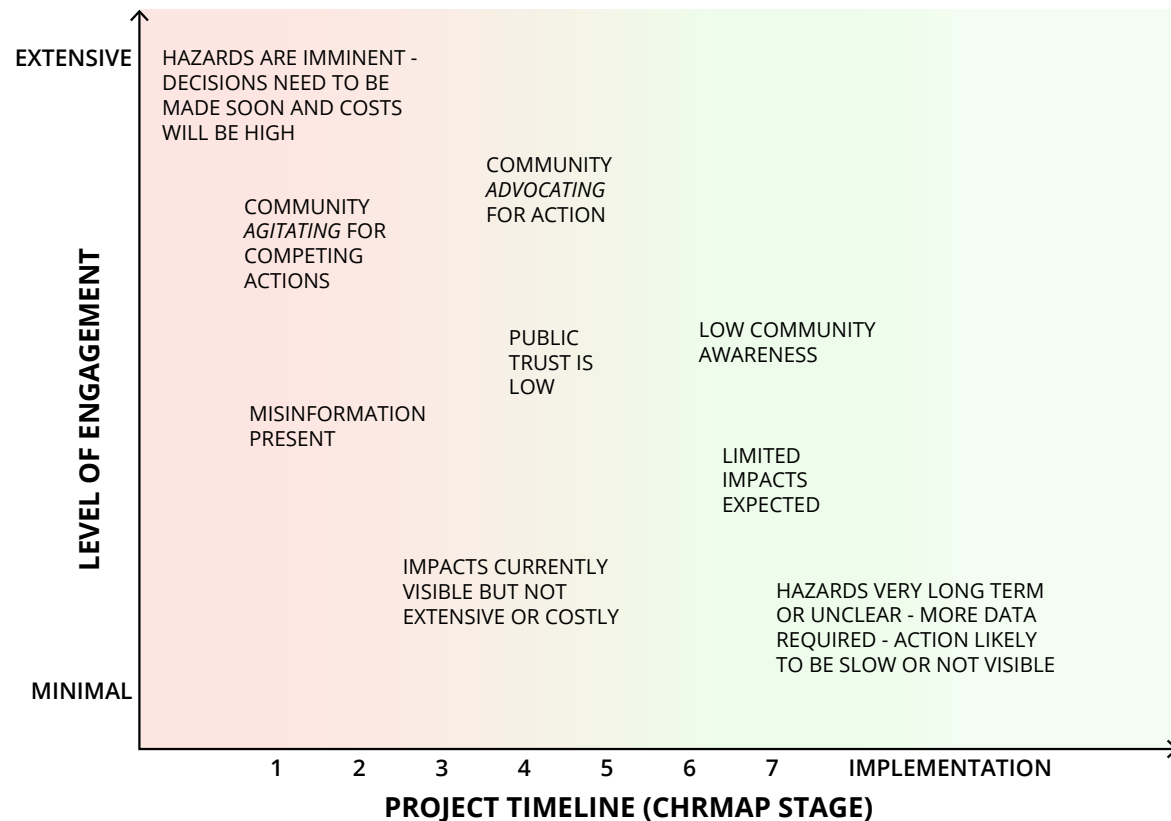 EXTENSIVE
HAZARDS ARE IMMINENT -
DECISIONS NEED TO BE
MADE SOON AND COSTS
WILL BE HIGH
COMMUNITY
ADVOCATING
FOR ACTION
COMMUNITY
AGITATING FOR
COMPETING
ACTIONS
LEVEL OF ENGAGEMENT
PUBLIC
TRUST IS
LOW
LOW COMMUNITY
AWARENESS
MISINFORMATION
PRESENT
LIMITED
IMPACTS
EXPECTED
IMPACTS CURRENTLY
VISIBLE BUT NOT
EXTENSIVE OR COSTLY
HAZARDS VERY LONG TERM
OR UNCLEAR - MORE DATA
REQUIRED - ACTION LIKELY
TO BE SLOW OR NOT VISIBLE
MINIMAL
1 2 3 4 5 6 7 IMPLEMENTATION
PROJECT TIMELINE (CHRMAP STAGE)